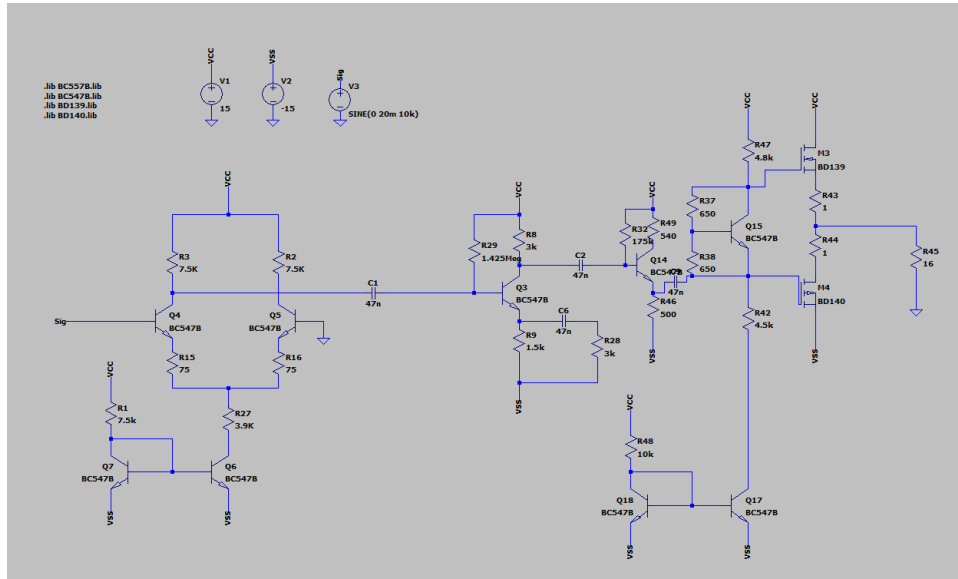 .lib BC557B.lib
.lib BC547B.lib
.lib BD139.lib
.lib BD140.lib
VCC
V1
15
VSS
V2
-15
Sig
V3
SINE(0 20m 10k)
VCC
R3
7.5K
R2
7.5K
Sig
Q4
BC547B
Q5
BC547B
R15
75
R16
75
VCC
R1
7.5k
R27
3.9K
Q7
BC547B
Q6
BC547B
VSS
VSS
C1
47n
VCC
R29
1.425Meg
R8
3k
Q3
BC547B
C6
47n
R9
1.5k
R28
3k
VSS
C2
47n
VCC
R32
175k
R49
540
Q14
BC547B
47n
R46
500
VSS
VCC
R47
4.8k
R37
650
Q15
BC547B
R38
650
R42
4.5k
VCC
M3
BD139
R43
1
R44
1
R45
16
M4
BD140
VSS
VCC
R48
10k
Q18
BC547B
Q17
BC547B
VSS
VSS